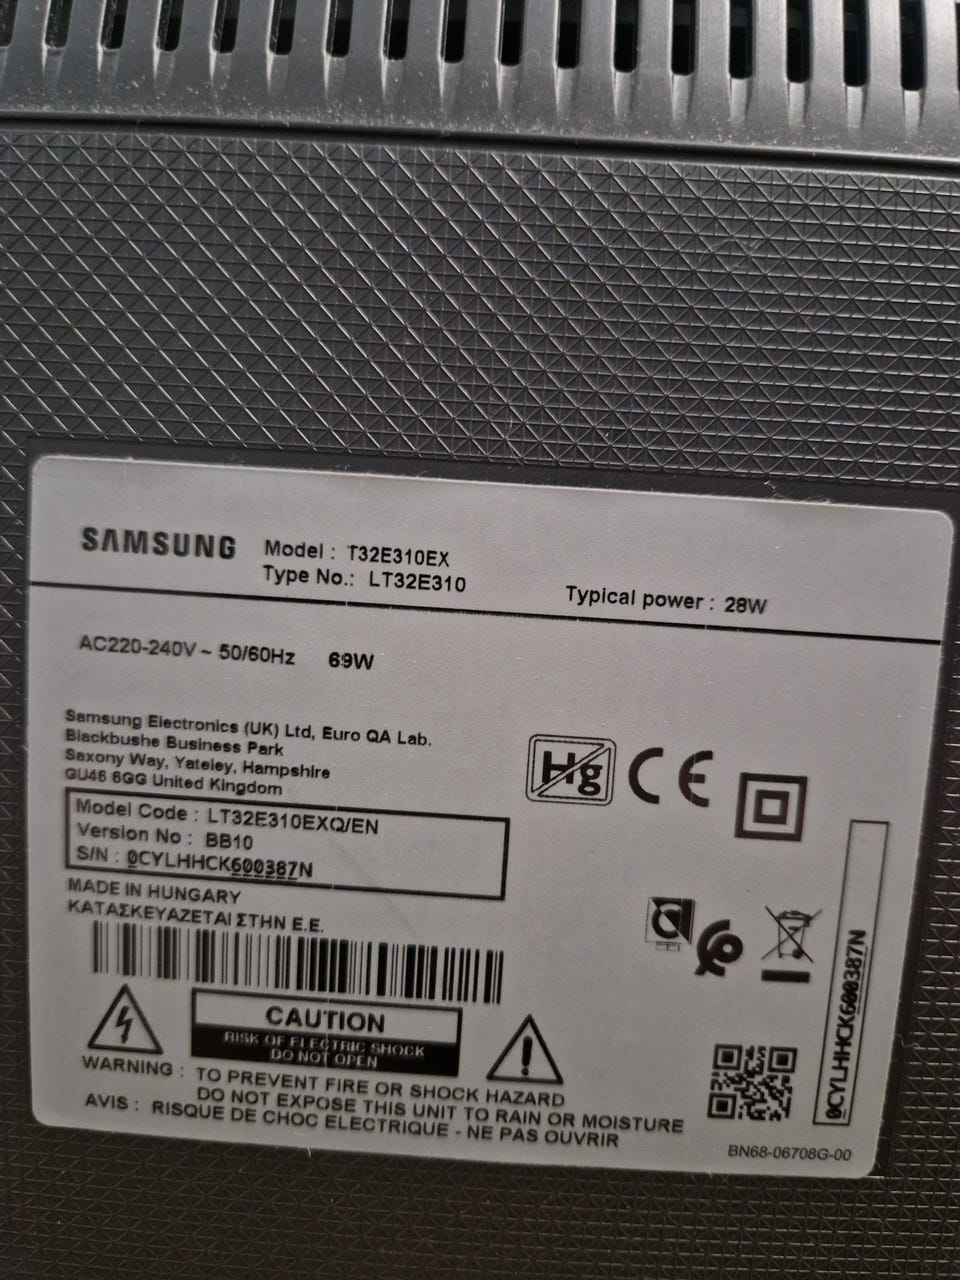 SAMSUNG
Model : T32E310EX
Type No.: LT32E310
Typical power : 28W
AC220-240V ~ 50/60Hz 69W
Samsung Electronics (UK) Ltd, Euro QA Lab.
Blackbushe Business Park
Saxony Way, Yateley, Hampshire
GU46 6GG United Kingdom
Hg
CE
Model Code : LT32E310EXQ/EN
Version No : BB10
S/N : 0CYLHHCK600387N
MADE IN HUNGARY
ΚΑΤΑΣΚΕΥΑΖΕΤΑΙ ΣΤΗΝ Ε.Ε.
0CYLHHCK600387N
CAUTION
RISK OF ELECTRIC SHOCK
DO NOT OPEN
WARNING : TO PREVENT FIRE OR SHOCK HAZARD
DO NOT EXPOSE THIS UNIT TO RAIN OR MOISTURE
AVIS : RISQUE DE CHOC ELECTRIQUE - NE PAS OUVRIR
BN68-06708G-00